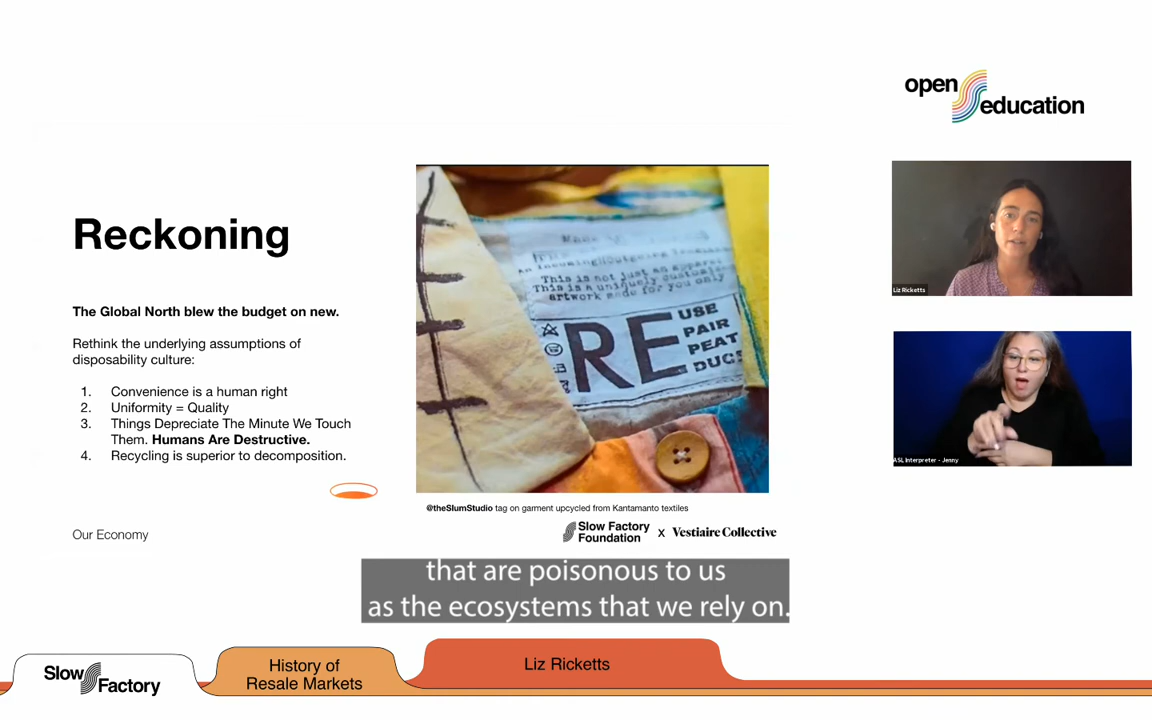 open
education
Reckoning
The Global North blew the budget on new.
Rethink the underlying assumptions of
disposability culture:
1. Convenience is a human right
2. Uniformity = Quality
3. Things Depreciate The Minute We Touch
Them. Humans Are Destructive.
4. Recycling is superior to decomposition.
Our Economy
This is not just an apparel
This is a uniquely customized
artwork made for you only
RE
USE
PAIR
PEAT
DUCE
@theSlumStudio tag on garment upcycled from Kantamanto textiles
Slow Factory
Foundation x Vestiaire Collective
Liz Ricketts
ASL Interpreter - Jenny
that are poisonous to us
as the ecosystems that we rely on.
Slow
Factory
History of
Resale Markets
Liz Ricketts